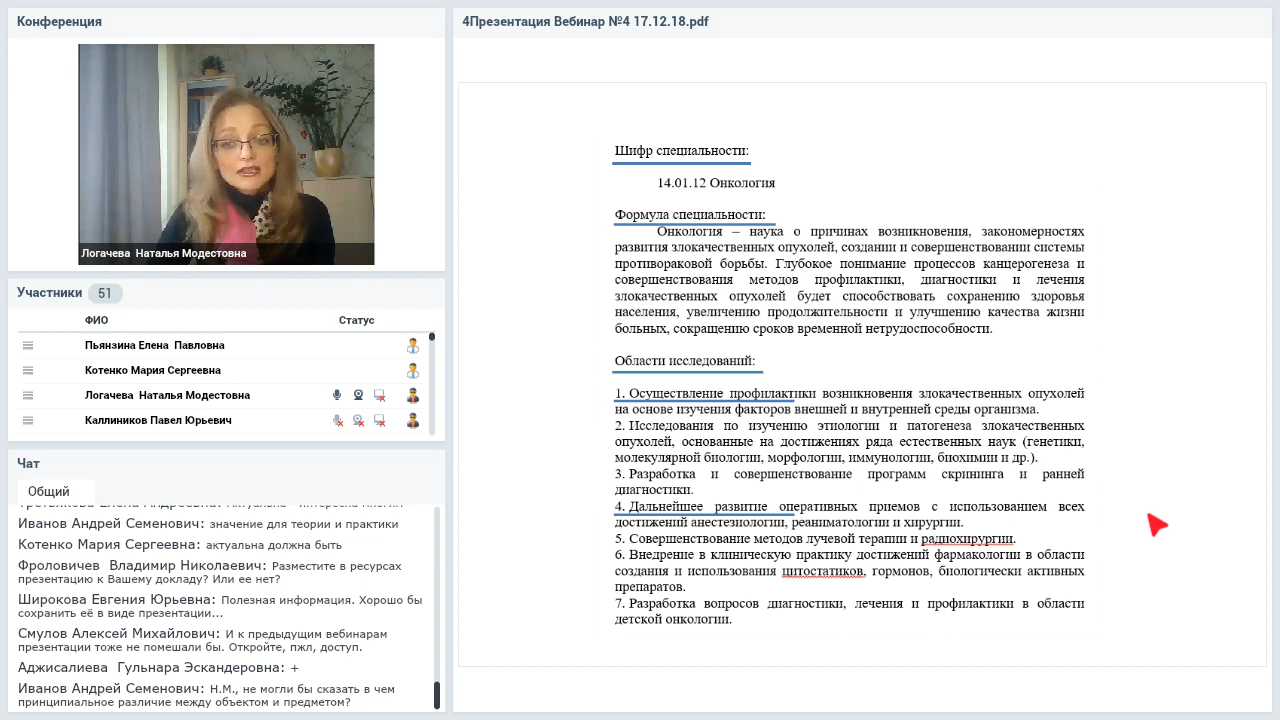 Конференция
Логачева  Наталья Модестовна
Участники 51
ФИО Статус
Пьянзина Елена  Павловна
Котенко Мария Сергеевна
Логачева  Наталья Модестовна
Каллиников Павел Юрьевич
Чат
Общий
Иванов Андрей Семенович: значение для теории и практики
Котенко Мария Сергеевна: актуальна должна быть
Фроловичев  Владимир Николаевич: Разместите в ресурсах
презентацию к Вашему докладу? Или ее нет?
Широкова Евгения Юрьевна: Полезная информация. Хорошо бы
сохранить её в виде презентации...
Смулов Алексей Михайлович: И к предыдущим вебинарам
презентации тоже не помешали бы. Откройте, пжл, доступ.
Аджисалиева  Гульнара Эскандеровна: +
Иванов Андрей Семенович: Н.М., не могли бы сказать в чем
принципиальное различие между объектом и предметом?
4Презентация Вебинар №4 17.12.18.pdf
Шифр специальности:
14.01.12 Онкология
Формула специальности:
Онкология – наука о причинах возникновения, закономерностях
развития злокачественных опухолей, создании и совершенствовании системы
противораковой борьбы. Глубокое понимание процессов канцерогенеза и
совершенствования методов профилактики, диагностики и лечения
злокачественных опухолей будет способствовать сохранению здоровья
населения, увеличению продолжительности и улучшению качества жизни
больных, сокращению сроков временной нетрудоспособности.
Области исследований:
1. Осуществление профилактики возникновения злокачественных опухолей
на основе изучения факторов внешней и внутренней среды организма.
2. Исследования по изучению этиологии и патогенеза злокачественных
опухолей, основанные на достижениях ряда естественных наук (генетики,
молекулярной биологии, морфологии, иммунологии, биохимии и др.).
3. Разработка и совершенствование программ скрининга и ранней
диагностики.
4. Дальнейшее развитие оперативных приемов с использованием всех
достижений анестезиологии, реаниматологии и хирургии.
5. Совершенствование методов лучевой терапии и радиохирургии.
6. Внедрение в клиническую практику достижений фармакологии в области
создания и использования цитостатиков, гормонов, биологически активных
препаратов.
7. Разработка вопросов диагностики, лечения и профилактики в области
детской онкологии.